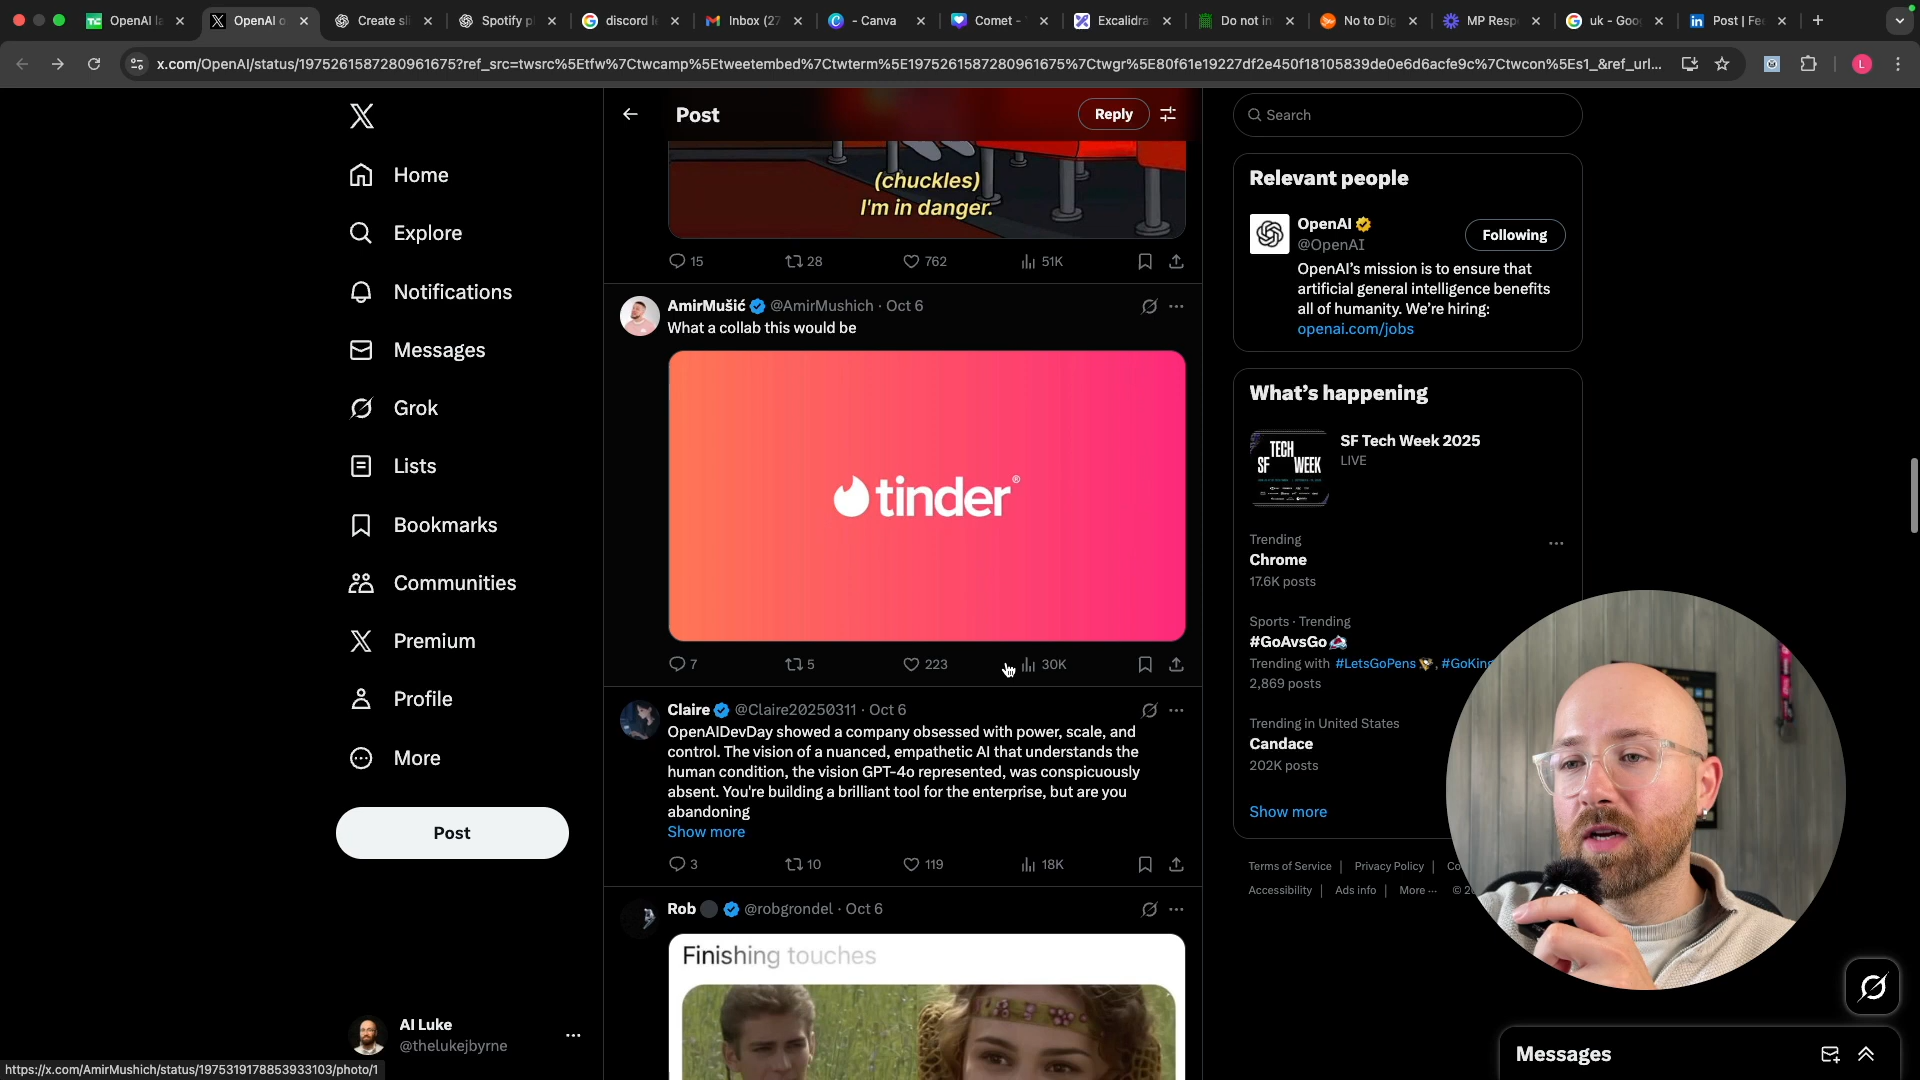 OpenAI la
OpenAI o
Create sli
Spotify p
discord le
Inbox (27
- Canva
Comet -
Excalidra
Do not in
No to Dig
MP Resp
uk - Goo
Post | Fe
x.com/OpenAI/status/1975261587280961675?ref_src=twsrc%5Etfw%7Ctwcamp%5Etweetembed%7Ctwterm%5E1975261587280961675%7Ctwgr%5E80f61e19227df2e450f18105839de0e6d6acfe9c%7Ctwcon%5Es1_&ref_url...
L
Home
Explore
Notifications
Messages
Grok
Lists
Bookmarks
Communities
Premium
Profile
More
Post
AI Luke
@thelukejbyrne
https://x.com/AmirMushich/status/1975319178853933103/photo/1
Post
Reply
(chuckles)
I'm in danger.
15 28 762 51K
AmirMušić @AmirMushich · Oct 6
What a collab this would be
tinder®
7 5 223 30K
Claire @Claire20250311 · Oct 6
OpenAIDevDay showed a company obsessed with power, scale, and
control. The vision of a nuanced, empathetic AI that understands the
human condition, the vision GPT-4o represented, was conspicuously
absent. You're building a brilliant tool for the enterprise, but are you
abandoning
Show more
3 10 119 18K
Rob @robgrondel · Oct 6
Finishing touches
Search
Relevant people
OpenAI
@OpenAI
Following
OpenAI's mission is to ensure that
artificial general intelligence benefits
all of humanity. We're hiring:
openai.com/jobs
What's happening
TECH
SF WEEK
SF Tech Week 2025
LIVE
Trending
Chrome
17.6K posts
Sports · Trending
#GoAvsGo
Trending with #LetsGoPens , #GoKing
2,869 posts
Trending in United States
Candace
202K posts
Show more
Terms of Service | Privacy Policy | Co
Accessibility | Ads info | More ··· © 2
Messages